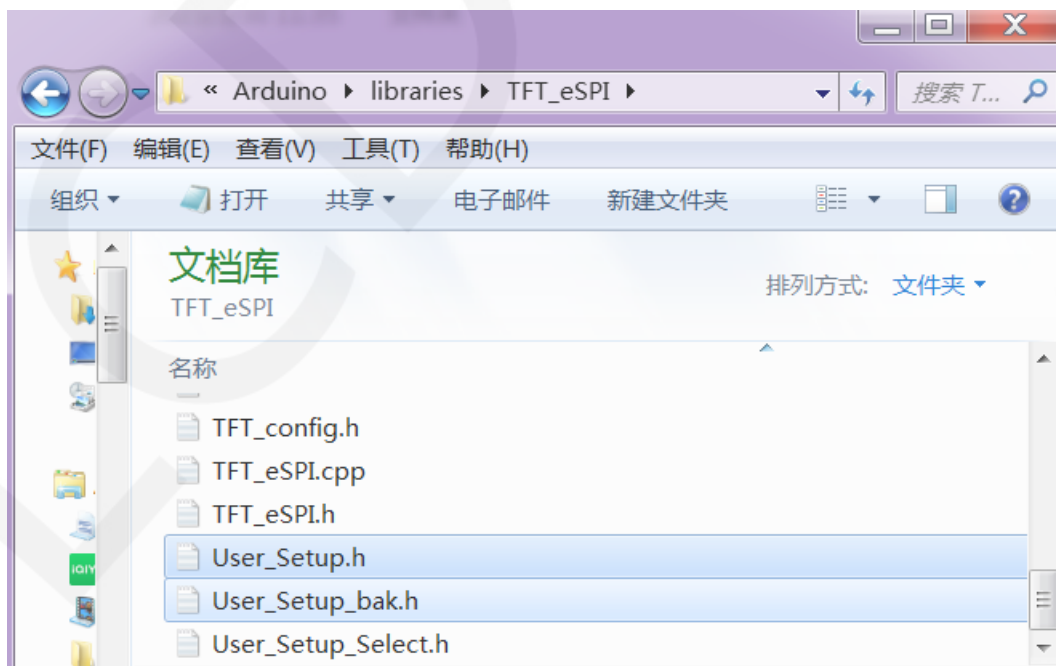 « Arduino ▸ libraries ▸ TFT_eSPI ▸ 搜索 T...
文件(F) 编辑(E) 查看(V) 工具(T) 帮助(H)
组织 打开 共享 电子邮件 新建文件夹
文档库
TFT_eSPI
排列方式: 文件夹
名称
TFT_config.h
TFT_eSPI.cpp
TFT_eSPI.h
User_Setup.h
User_Setup_bak.h
User_Setup_Select.h